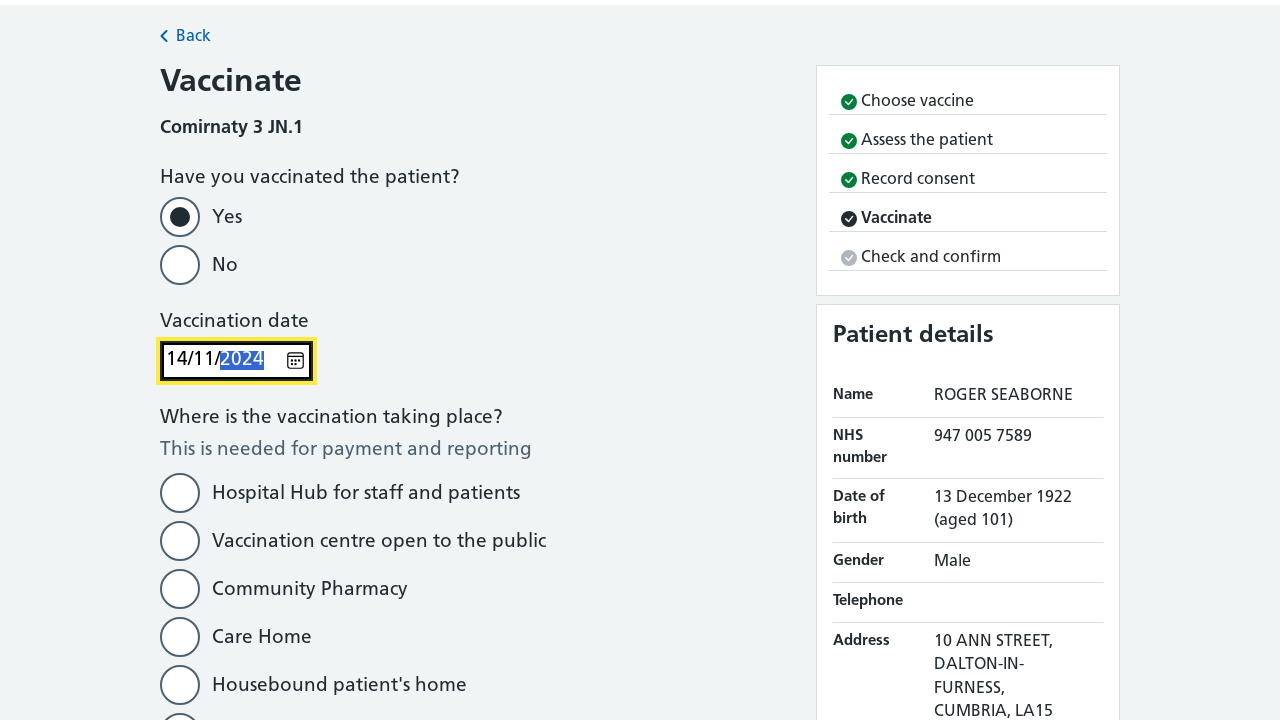 Back
Vaccinate
Comirnaty 3 JN.1
Have you vaccinated the patient?
Yes
No
Vaccination date
14/11/2024
Where is the vaccination taking place?
This is needed for payment and reporting
Hospital Hub for staff and patients
Vaccination centre open to the public
Community Pharmacy
Care Home
Housebound patient's home
Choose vaccine
Assess the patient
Record consent
Vaccinate
Check and confirm
Patient details
Name ROGER SEABORNE
NHS number 947 005 7589
Date of birth 13 December 1922
(aged 101)
Gender Male
Telephone
Address 10 ANN STREET,
DALTON-IN-
FURNESS,
CUMBRIA, LA15